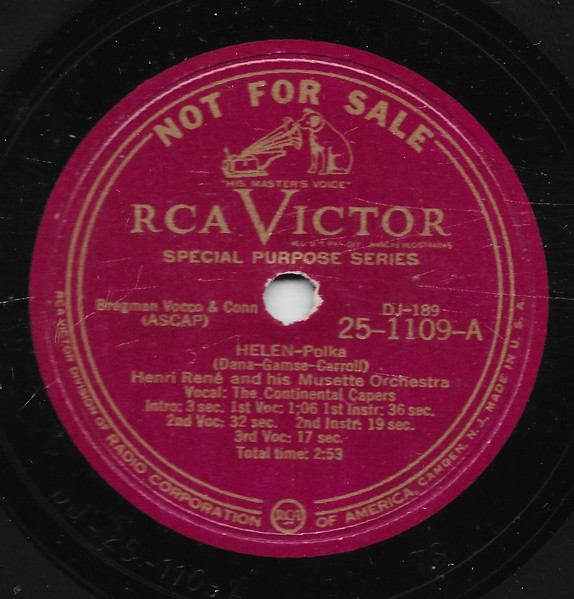 NOT FOR SALE
"HIS MASTER'S VOICE"
RCA VICTOR
SPECIAL PURPOSE SERIES
Bregman Vocco & Conn
(ASCAP)
DJ-189
25-1109-A
HELEN-Polka
(Dana-Gamse-Carroll)
Henri René and his Musette Orchestra
Vocal: The Continental Capers
Intro: 3 sec. 1st Voc: 1:06 1st Instr: 36 sec.
2nd Voc: 32 sec. 2nd Instr: 19 sec.
3rd Voc: 17 sec.
Total time: 2:53
RCA VICTOR DIVISION OF RADIO CORPORATION OF AMERICA, CAMDEN, N. J. MADE IN U.S.A.
RCA